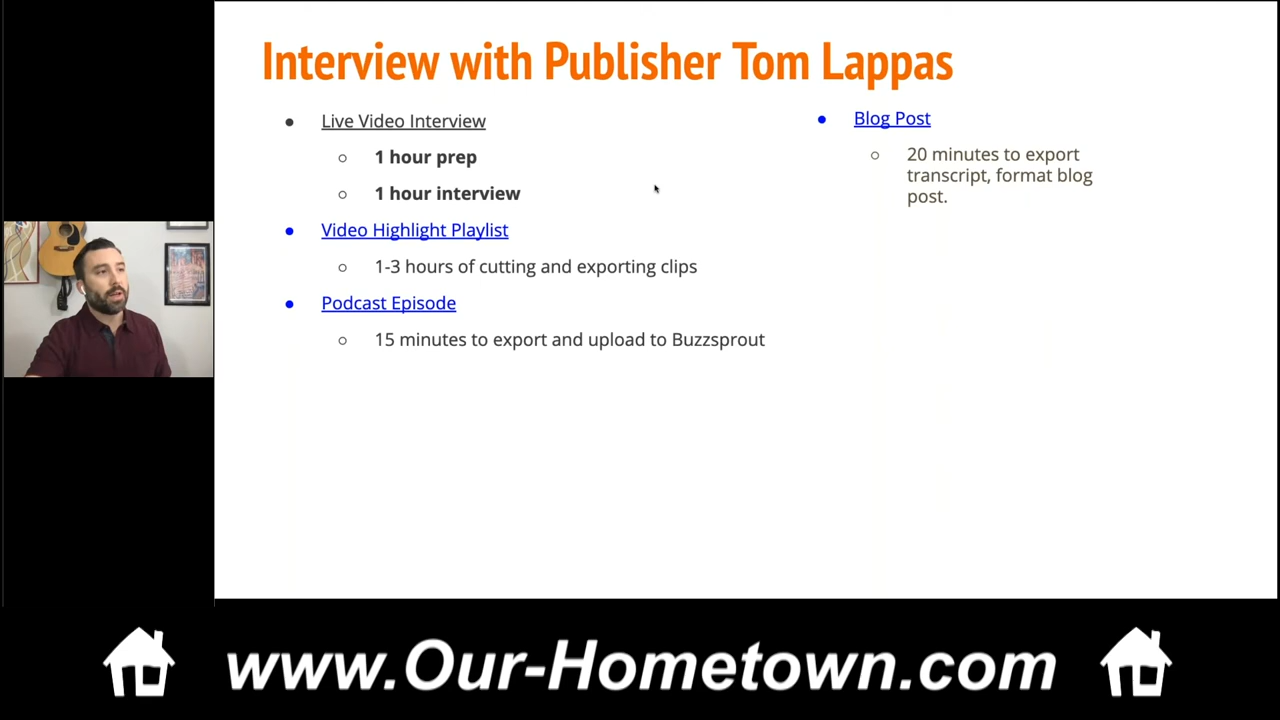 Interview with Publisher Tom Lappas
● Live Video Interview
○ 1 hour prep
○ 1 hour interview
● Video Highlight Playlist
○ 1-3 hours of cutting and exporting clips
● Podcast Episode
○ 15 minutes to export and upload to Buzzsprout
● Blog Post
○ 20 minutes to export
transcript, format blog
post.
www.Our-Hometown.com